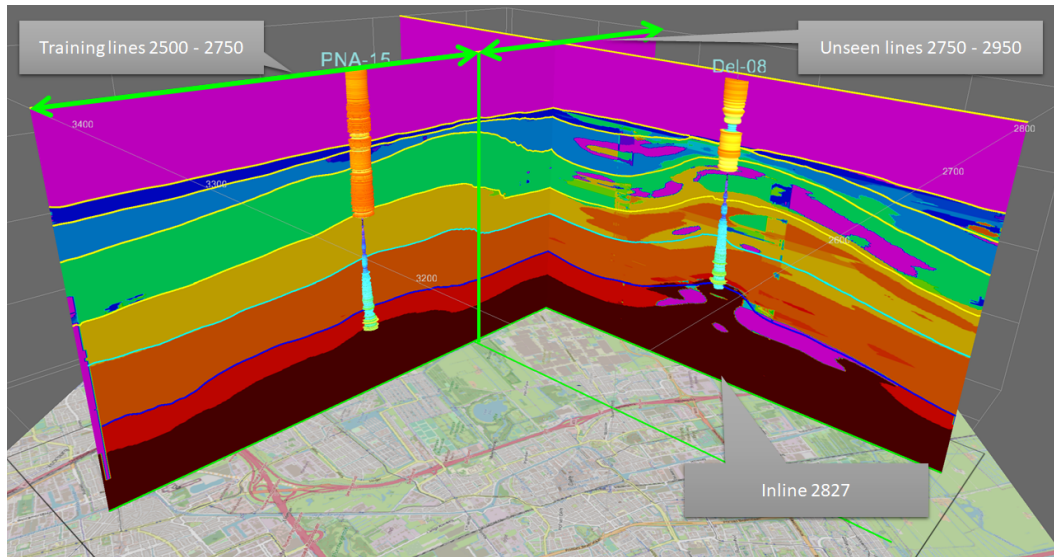 Training lines 2500 - 2750
Unseen lines 2750 - 2950
PNA-15
Del-08
3400
2800
3300
2700
2600
3200
Inline 2827